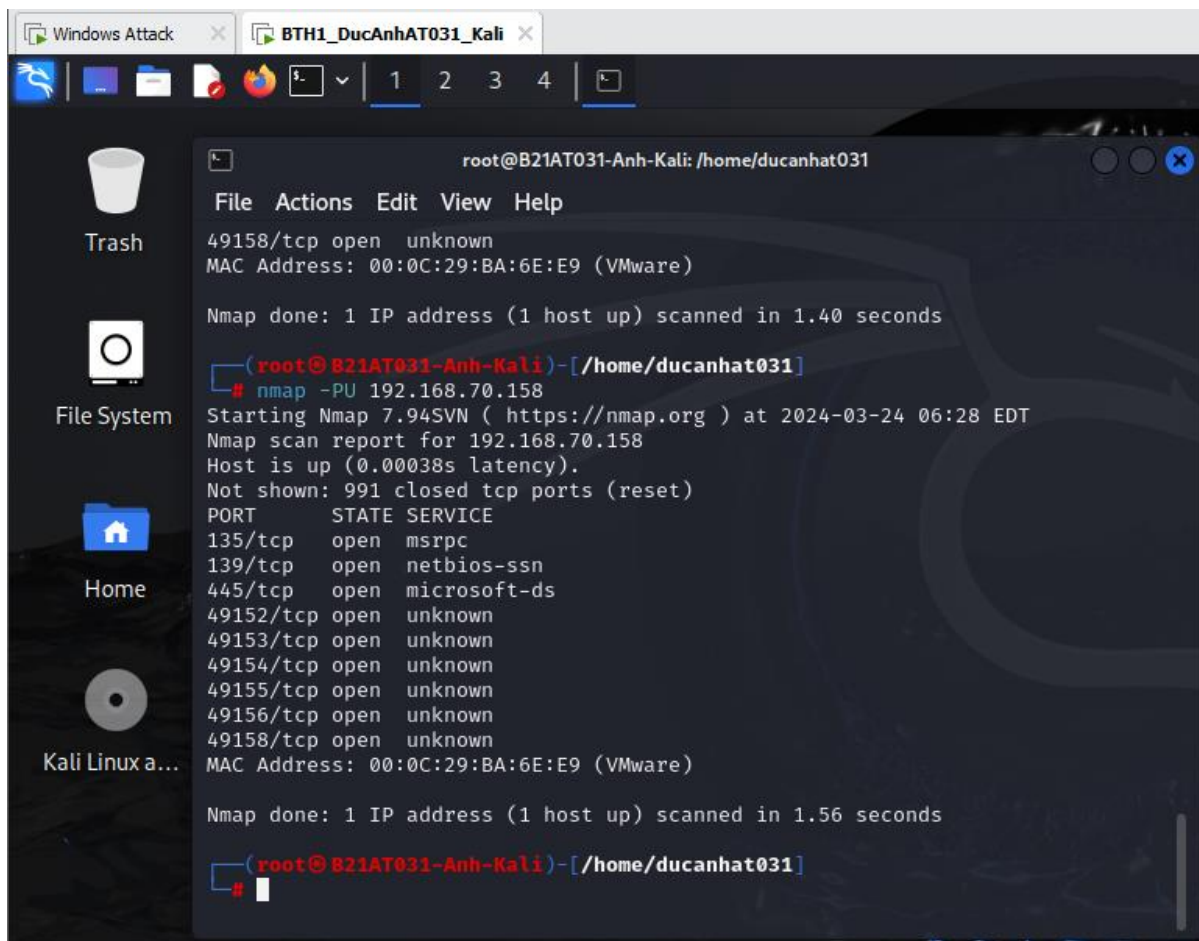 Windows Attack
BTH1_DucAnhAT031_Kali
1 2 3 4
root@B21AT031-Anh-Kali: /home/ducanhat031
File Actions Edit View Help
Trash
File System
Home
Kali Linux a...
49158/tcp open  unknown
MAC Address: 00:0C:29:BA:6E:E9 (VMware)
Nmap done: 1 IP address (1 host up) scanned in 1.40 seconds
┌──(root㉿B21AT031-Anh-Kali)-[/home/ducanhat031]
└─# nmap -PU 192.168.70.158
Starting Nmap 7.94SVN ( https://nmap.org ) at 2024-03-24 06:28 EDT
Nmap scan report for 192.168.70.158
Host is up (0.00038s latency).
Not shown: 991 closed tcp ports (reset)
PORT      STATE SERVICE
135/tcp   open  msrpc
139/tcp   open  netbios-ssn
445/tcp   open  microsoft-ds
49152/tcp open  unknown
49153/tcp open  unknown
49154/tcp open  unknown
49155/tcp open  unknown
49156/tcp open  unknown
49158/tcp open  unknown
MAC Address: 00:0C:29:BA:6E:E9 (VMware)
Nmap done: 1 IP address (1 host up) scanned in 1.56 seconds
┌──(root㉿B21AT031-Anh-Kali)-[/home/ducanhat031]
└─#